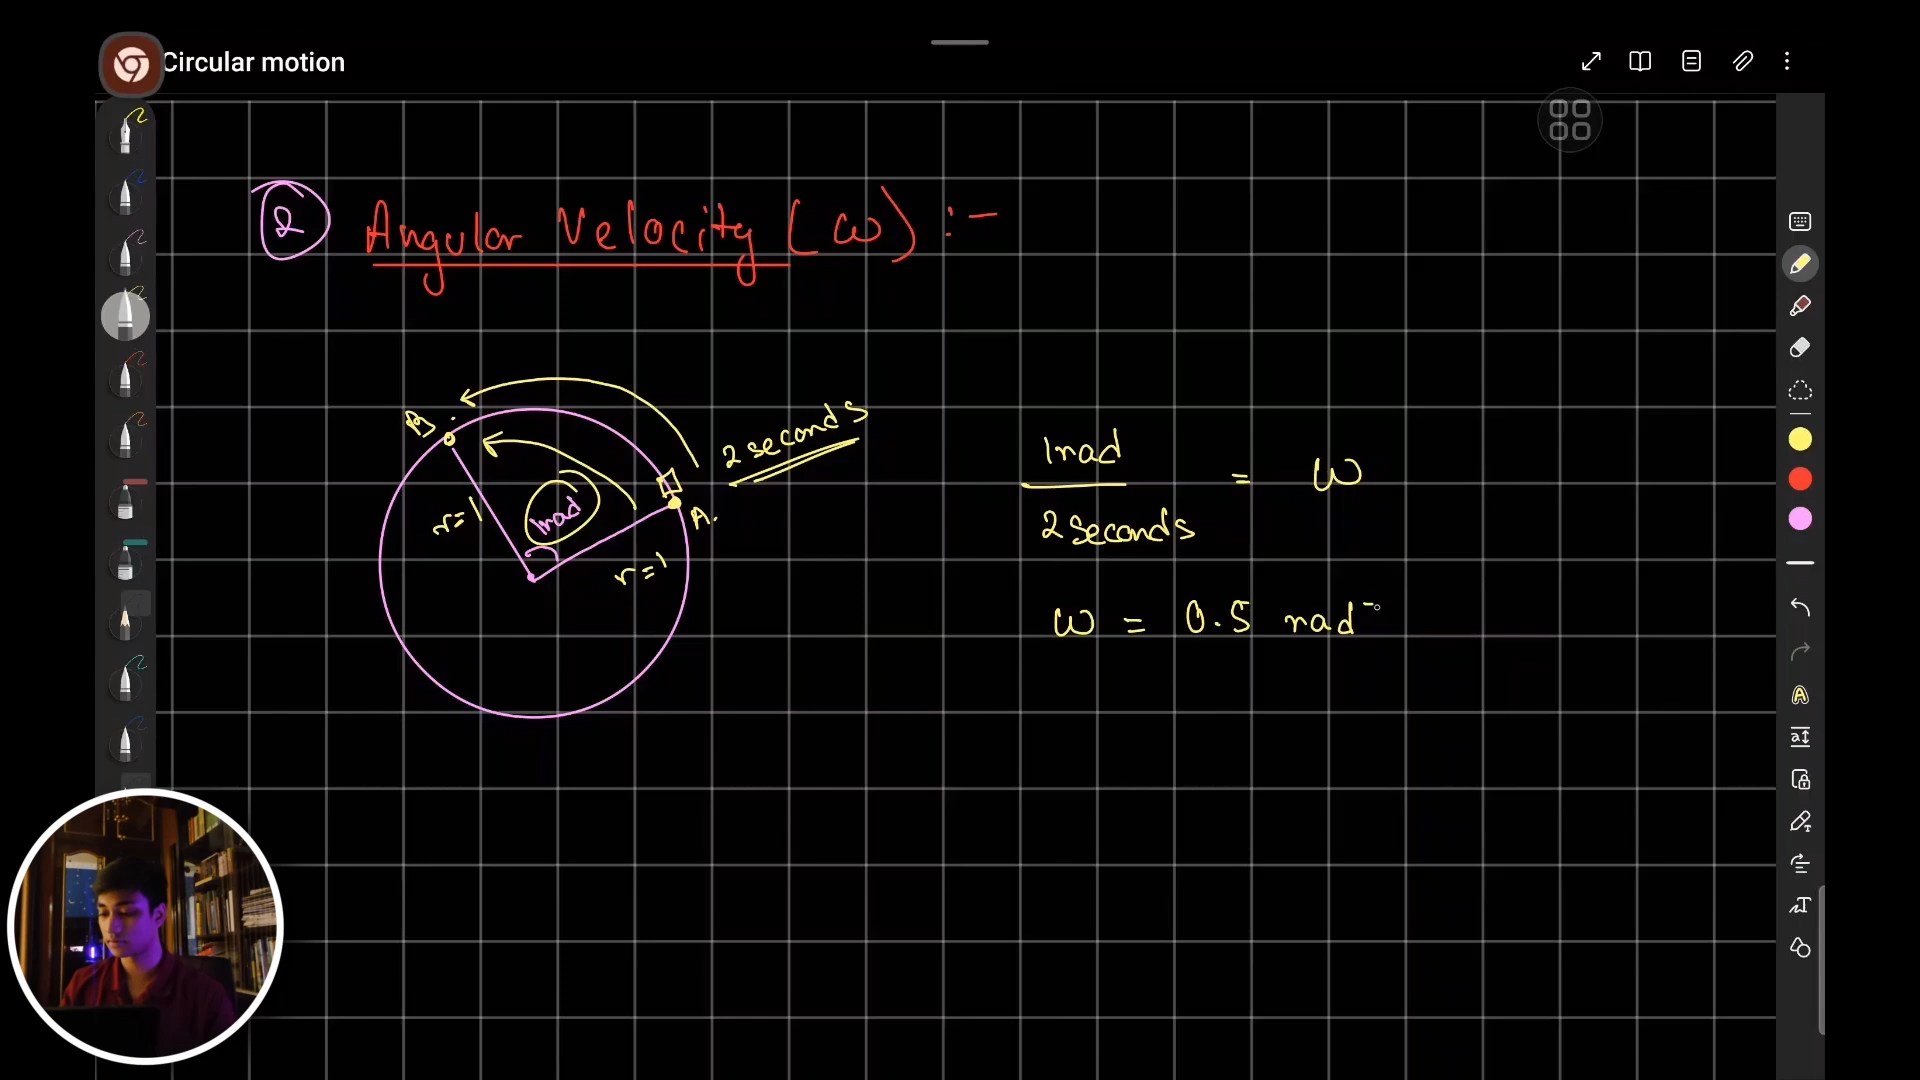 Circular motion
2 Angular Velocity (ω) :-
B
2 seconds
1rad
r=1
A.
r=1
1rad
2 seconds
= ω
ω = 0.5 rad⁻